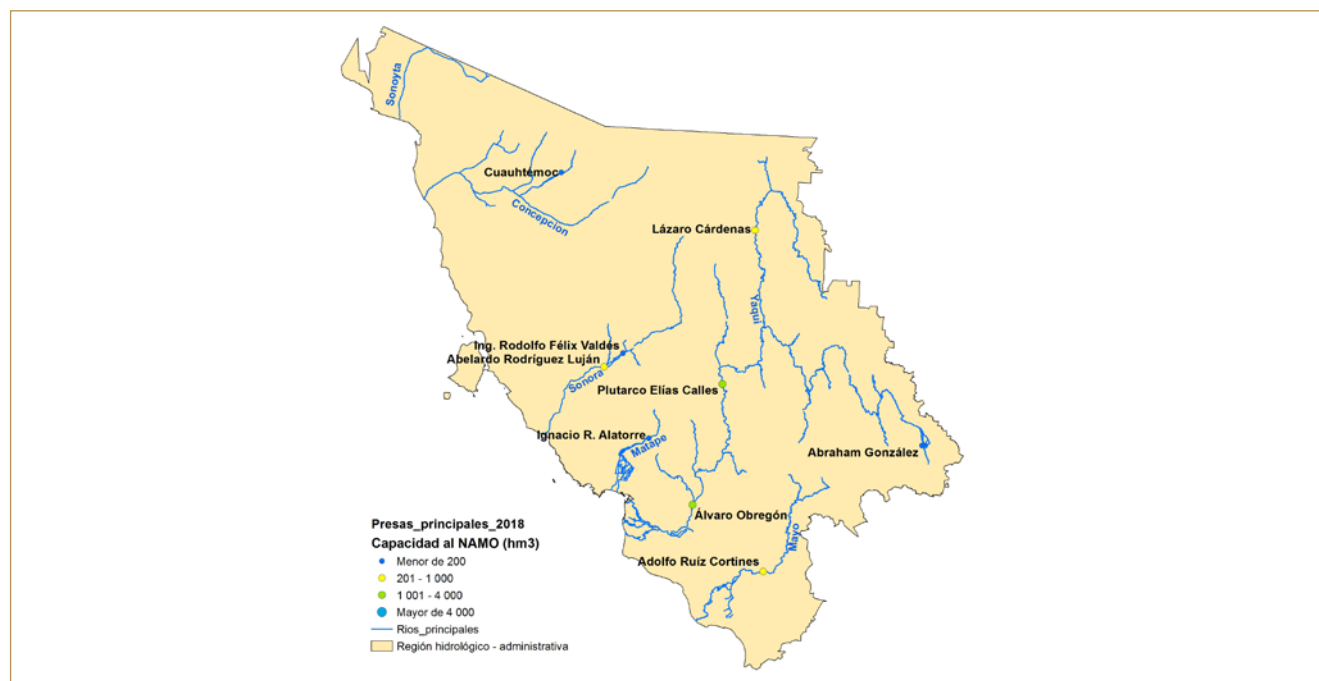 Sonoyta
Cuauhtémoc
Concepcion
Lázaro Cárdenas
Yaqui
Ing. Rodolfo Félix Valdés
Abelardo Rodríguez Luján
Sonora
Plutarco Elías Calles
Ignacio R. Alatorre
Matape
Abraham González
Álvaro Obregón
Mayo
Adolfo Ruíz Cortines
Presas_principales_2018
Capacidad al NAMO (hm3)
Menor de 200
201 - 1 000
1 001 - 4 000
Mayor de 4 000
Rios_principales
Región hidrológico - administrativa